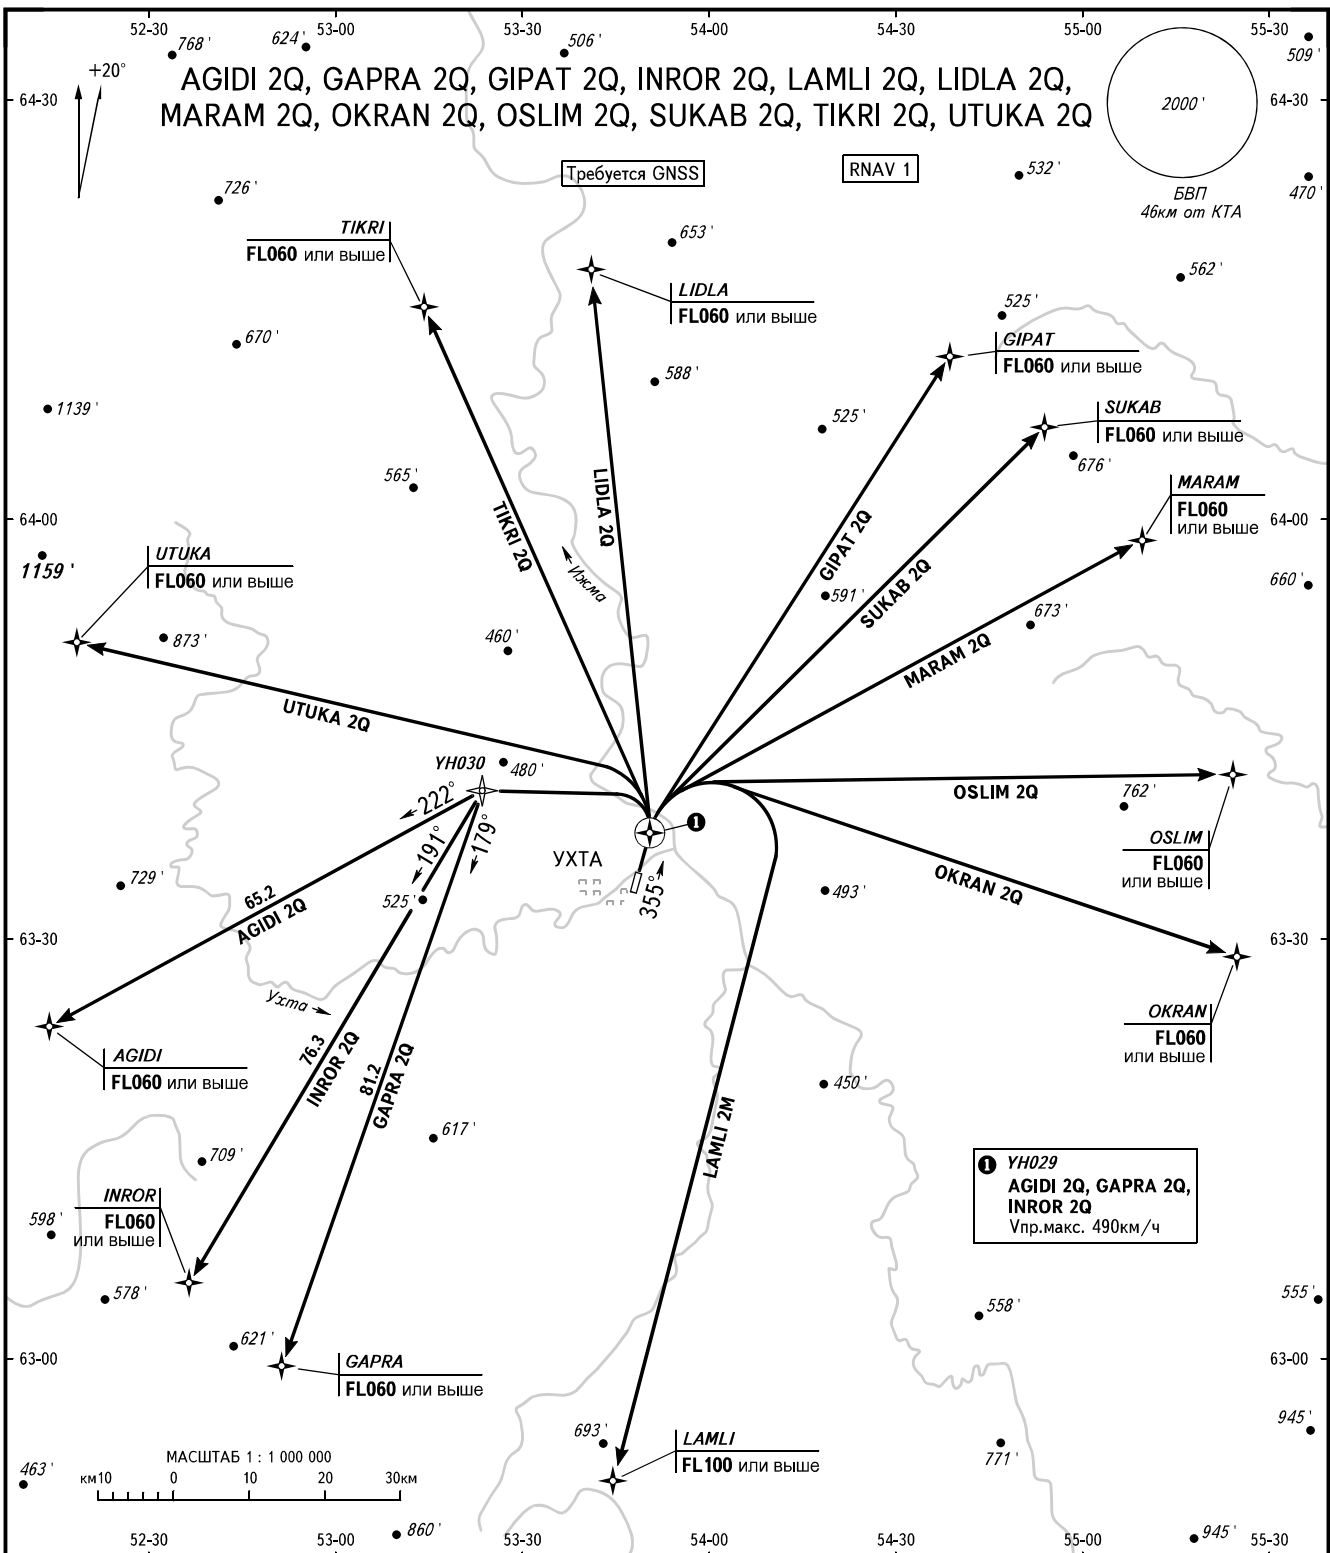 52-30
53-00
53-30
54-00
54-30
55-00
55-30
768 '
624 '
506 '
509 '
+20°
64-30
64-30
AGIDI 2Q, GAPRA 2Q, GIPAT 2Q, INROR 2Q, LAMLI 2Q, LIDLA 2Q,
MARAM 2Q, OKRAN 2Q, OSLIM 2Q, SUKAB 2Q, TIKRI 2Q, UTUKA 2Q
2000 '
Требуется GNSS
RNAV 1
532 '
470 '
БВП
46км от КТА
726 '
TIKRI
FL060 или выше
653 '
LIDLA
FL060 или выше
562 '
525 '
GIPAT
FL060 или выше
670 '
588 '
1139 '
525 '
SUKAB
FL060 или выше
676 '
565 '
MARAM
FL060
или выше
64-00
64-00
TIKRI 2Q
LIDLA 2Q
GIPAT 2Q
SUKAB 2Q
MARAM 2Q
1159 '
UTUKA
FL060 или выше
Ижма
591 '
660 '
673 '
873 '
460 '
UTUKA 2Q
YH030
480 '
OSLIM 2Q
762 '
222°
191°
179°
1
УХТА
355°
OSLIM
FL060
или выше
729 '
525 '
493 '
OKRAN 2Q
65.2
AGIDI 2Q
63-30
63-30
Ухта
OKRAN
FL060
или выше
AGIDI
FL060 или выше
76.3
INROR 2Q
81.2
GAPRA 2Q
450 '
LAMLI 2M
617 '
709 '
1 YH029
AGIDI 2Q, GAPRA 2Q,
INROR 2Q
Vпр.макс. 490км/ч
INROR
FL060
или выше
598 '
578 '
558 '
555 '
621 '
63-00
63-00
GAPRA
FL060 или выше
693 '
LAMLI
FL100 или выше
771 '
945 '
МАСШТАБ 1 : 1 000 000
км10 0 10 20 30км
463 '
860 '
945 '
52-30
53-00
53-30
54-00
54-30
55-00
55-30